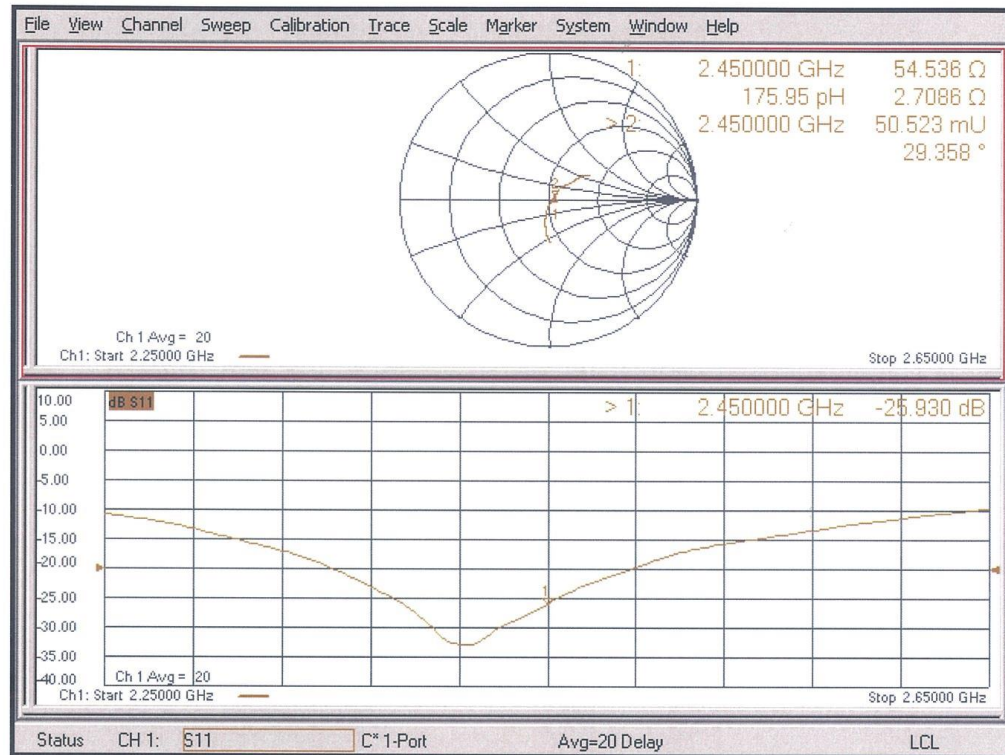 File View Channel Sweep Calibration Trace Scale Marker System Window Help
1: 2.450000 GHz 54.536 Ω
175.95 pH 2.7086 Ω
> 2: 2.450000 GHz 50.523 mU
29.358 °
2
1
Ch 1 Avg = 20
Ch1: Start 2.25000 GHz
Stop 2.65000 GHz
10.00
dB S11
> 1: 2.450000 GHz -25.930 dB
5.00
0.00
-5.00
-10.00
-15.00
-20.00
-25.00
1
-30.00
-35.00
-40.00
Ch 1 Avg = 20
Ch1: Start 2.25000 GHz
Stop 2.65000 GHz
Status CH 1: S11 C* 1-Port Avg=20 Delay LCL